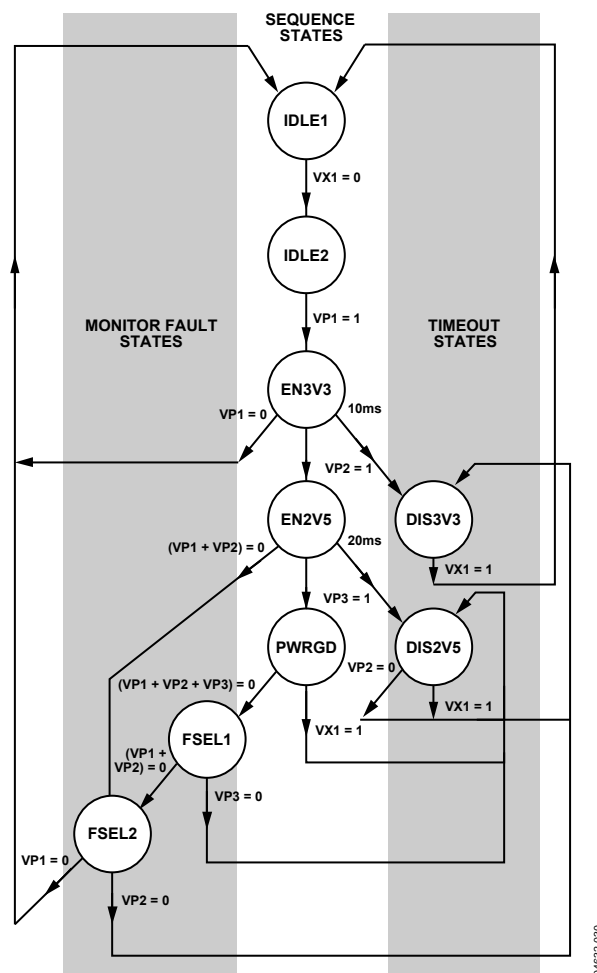 SEQUENCE
STATES
IDLE1
VX1 = 0
IDLE2
VP1 = 1
MONITOR FAULT
STATES
TIMEOUT
STATES
EN3V3
VP1 = 0
10ms
VP2 = 1
EN2V5
DIS3V3
(VP1 + VP2) = 0
20ms
VX1 = 1
VP3 = 1
PWRGD
DIS2V5
VP2 = 0
(VP1 + VP2 + VP3) = 0
VX1 = 1
VX1 = 1
FSEL1
(VP1 +
VP2) = 0
VP3 = 0
FSEL2
VP1 = 0
VP2 = 0